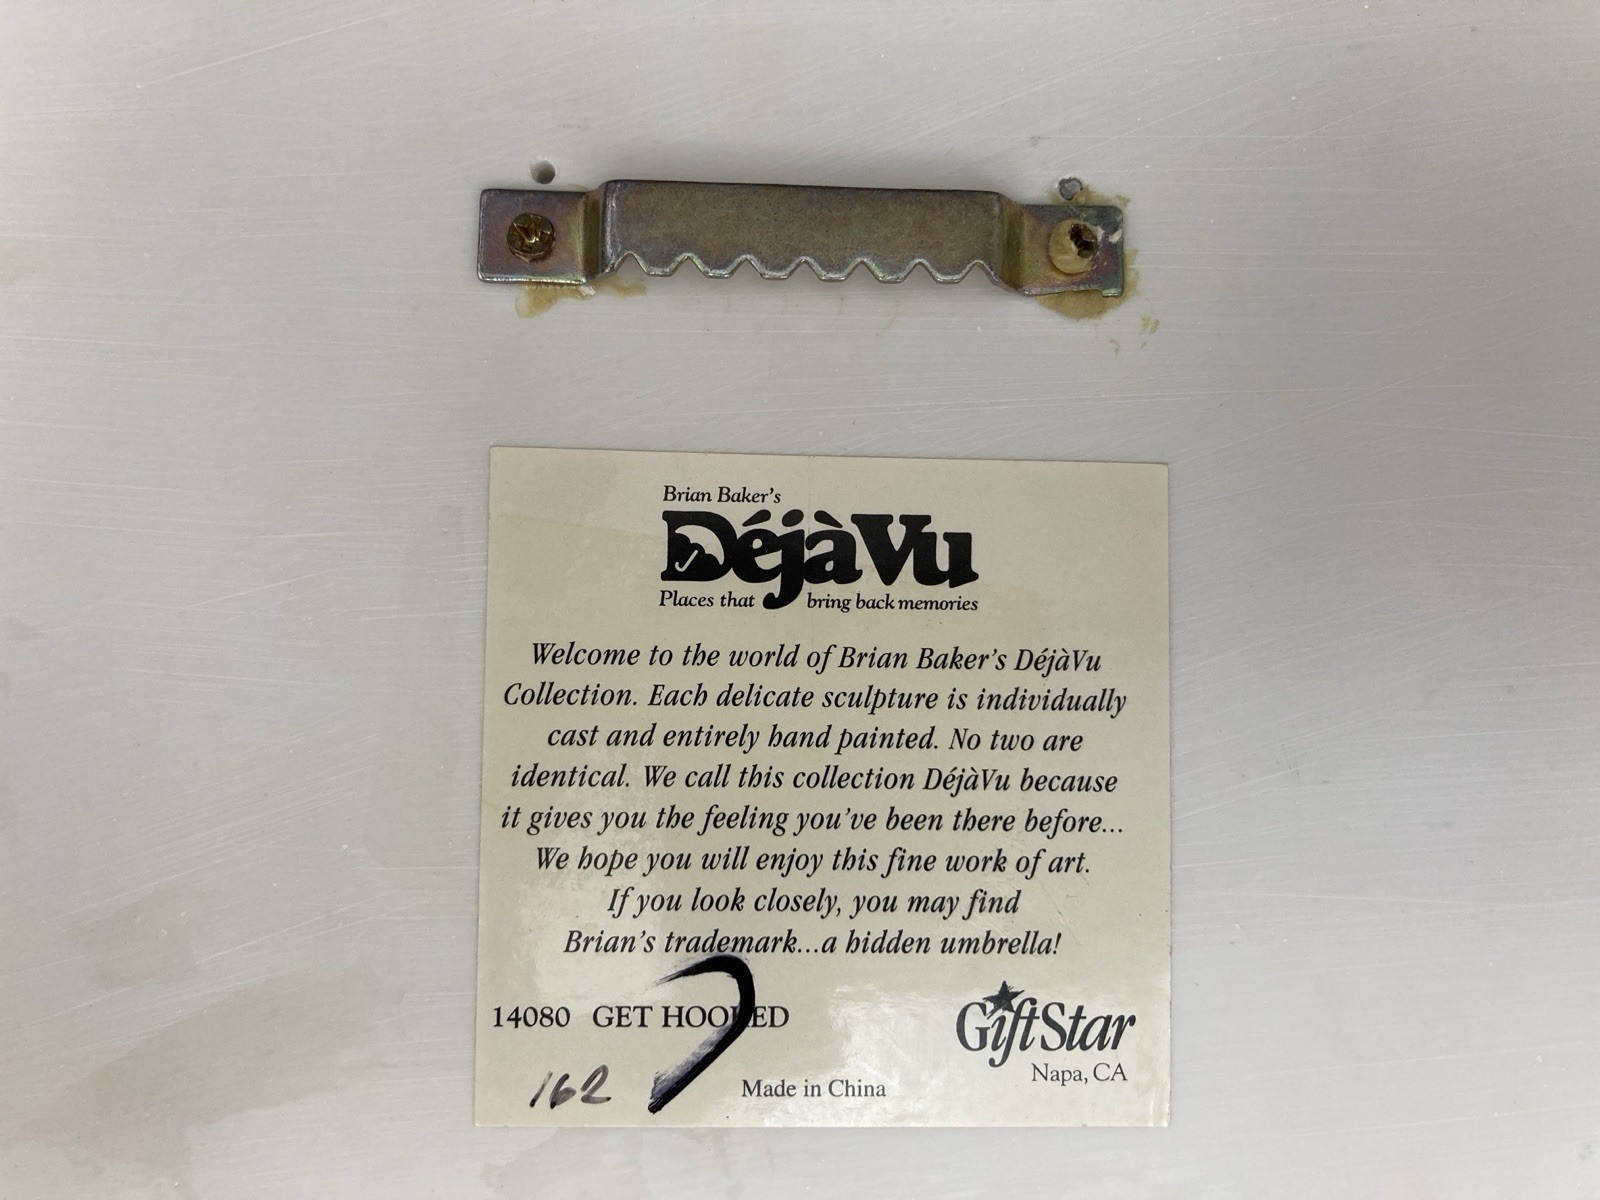 Brian Baker's
DéjàVu
Places that bring back memories
Welcome to the world of Brian Baker's DéjàVu
Collection. Each delicate sculpture is individually
cast and entirely hand painted. No two are
identical. We call this collection DéjàVu because
it gives you the feeling you've been there before...
We hope you will enjoy this fine work of art.
If you look closely, you may find
Brian's trademark...a hidden umbrella!
14080 GET HOOKED
GiftStar
Napa, CA
162
Made in China